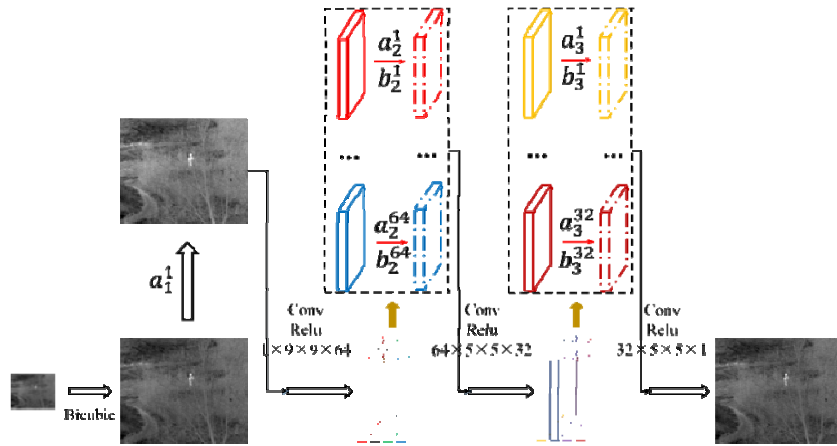 a_2^1
b_2^1
...
...
a_2^64
b_2^64
a_3^1
b_3^1
...
...
a_3^32
b_3^32
a_1^1
Bicubic
Conv
Relu
1×9×9×64
Conv
Relu
64×5×5×32
Conv
Relu
32×5×5×1